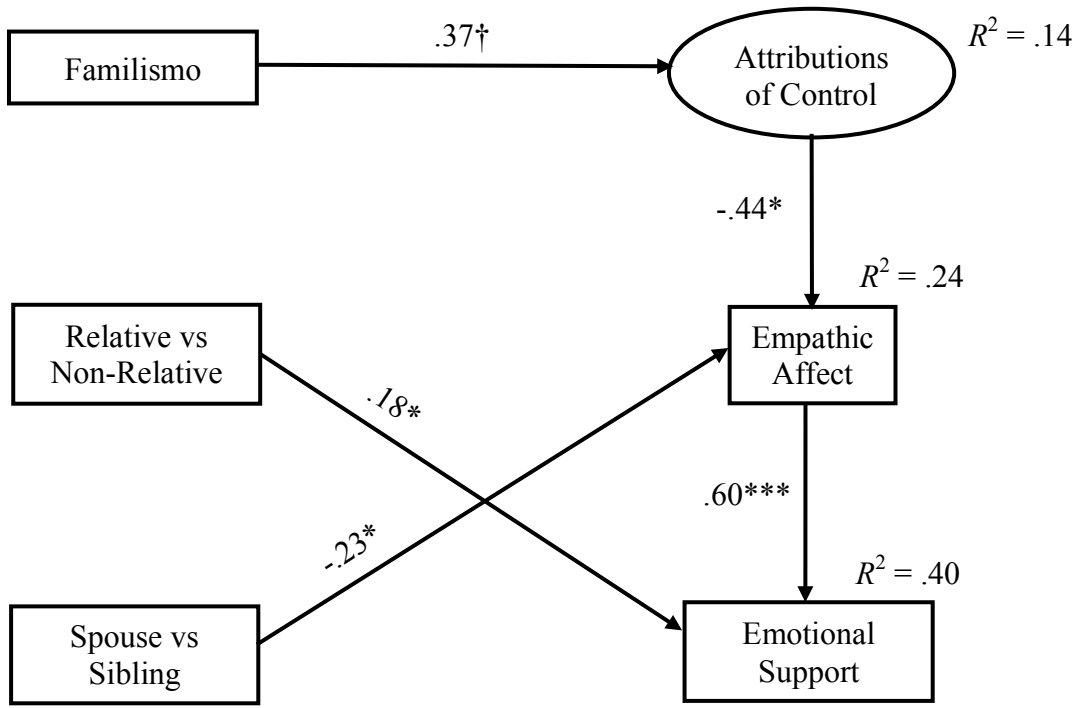 Familismo
.37†
Attributions
of Control
R² = .14
-.44*
R² = .24
Relative vs
Non-Relative
Empathic
Affect
.18*
.60***
-.23*
R² = .40
Spouse vs
Sibling
Emotional
Support